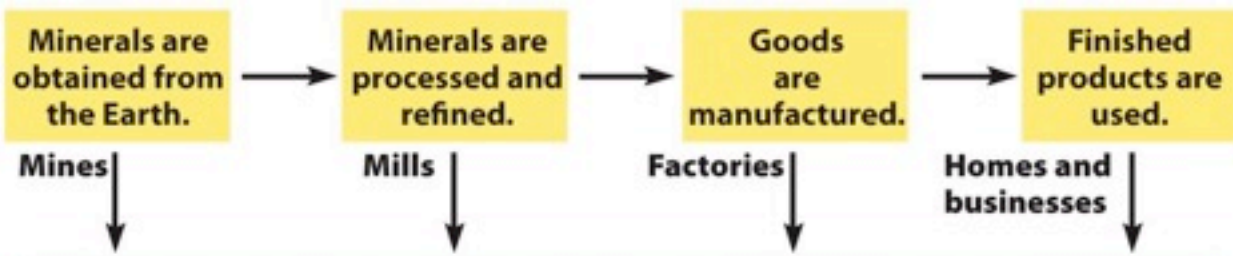 Minerals are
obtained from
the Earth.
Minerals are
processed and
refined.
Goods
are
manufactured.
Finished
products are
used.
Mines
Mills
Factories
Homes and
businesses